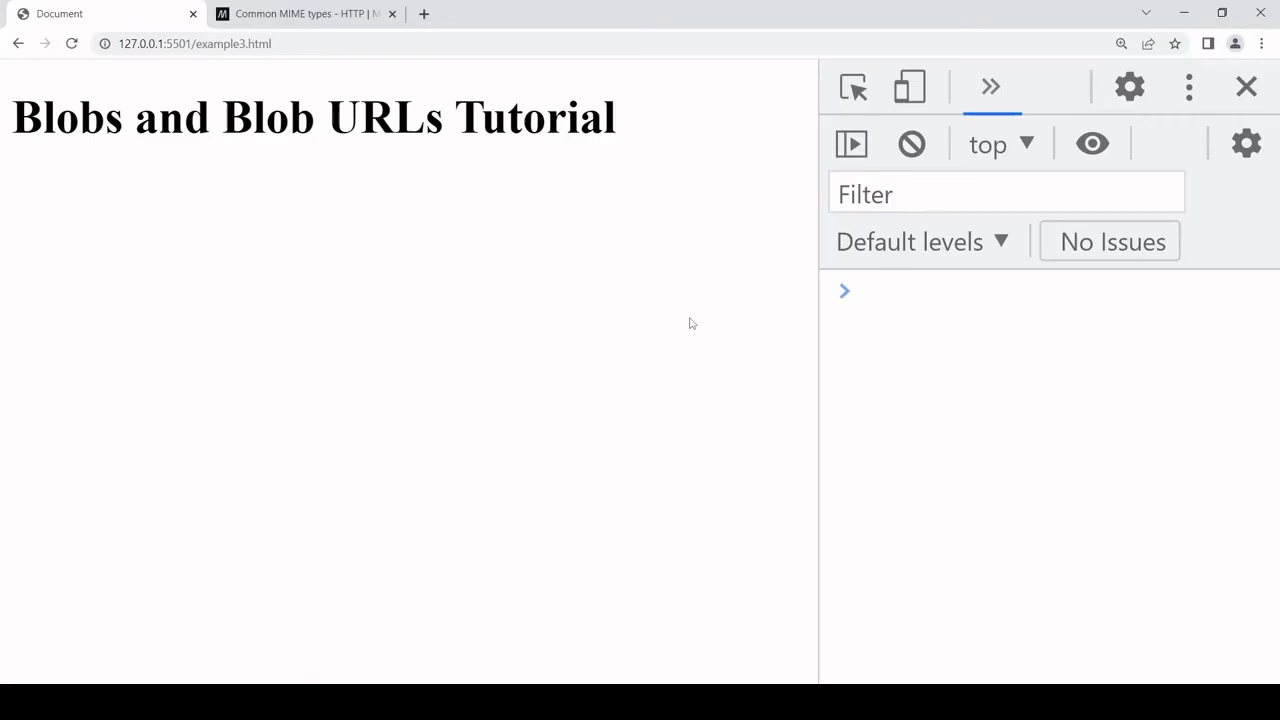 Document
Common MIME types - HTTP | M
127.0.0.1:5501/example3.html
Blobs and Blob URLs Tutorial
top
Filter
Default levels
No Issues